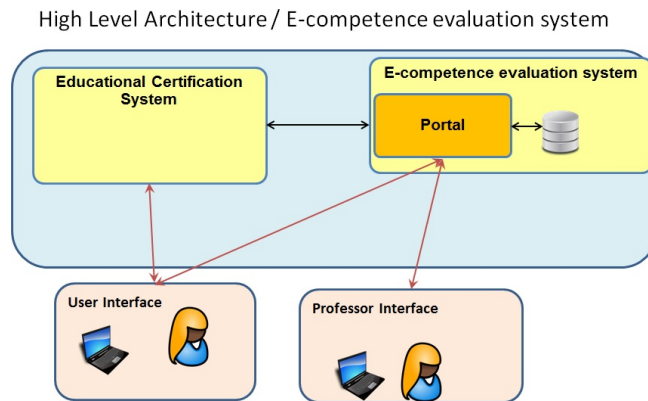 High Level Architecture / E-competence evaluation system
Educational Certification
System
E-competence evaluation system
Portal
User Interface
Professor Interface